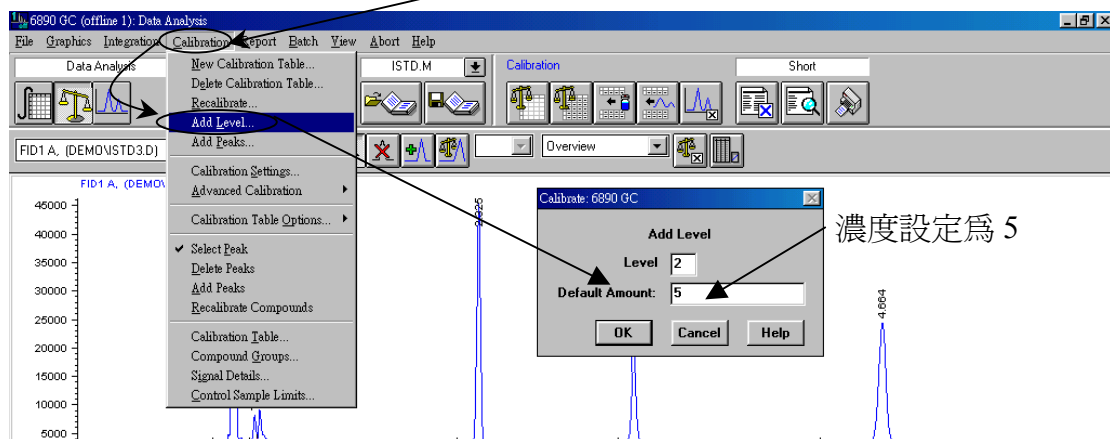 6890 GC (offline 1): Data Analysis
File Graphics Integration Calibration Report Batch View Abort Help
Data Analysis
ISTD.M
Calibration
Short
New Calibration Table...
Delete Calibration Table...
Recalibrate...
Add Level...
Add Peaks...
Calibration Settings...
Advanced Calibration
Calibration Table Options...
Select Peak
Delete Peaks
Add Peaks
Recalibrate Compounds
Calibration Table...
Compound Groups...
Signal Details...
Control Sample Limits...
FID1 A, (DEMO\ISTD3.D)
Overview
FID1 A, (DEMO\
45000
40000
35000
30000
25000
20000
15000
10000
5000
4.664
Calibrate: 6890 GC
Add Level
Level 2
Default Amount: 5
OK Cancel Help
濃度設定爲 5